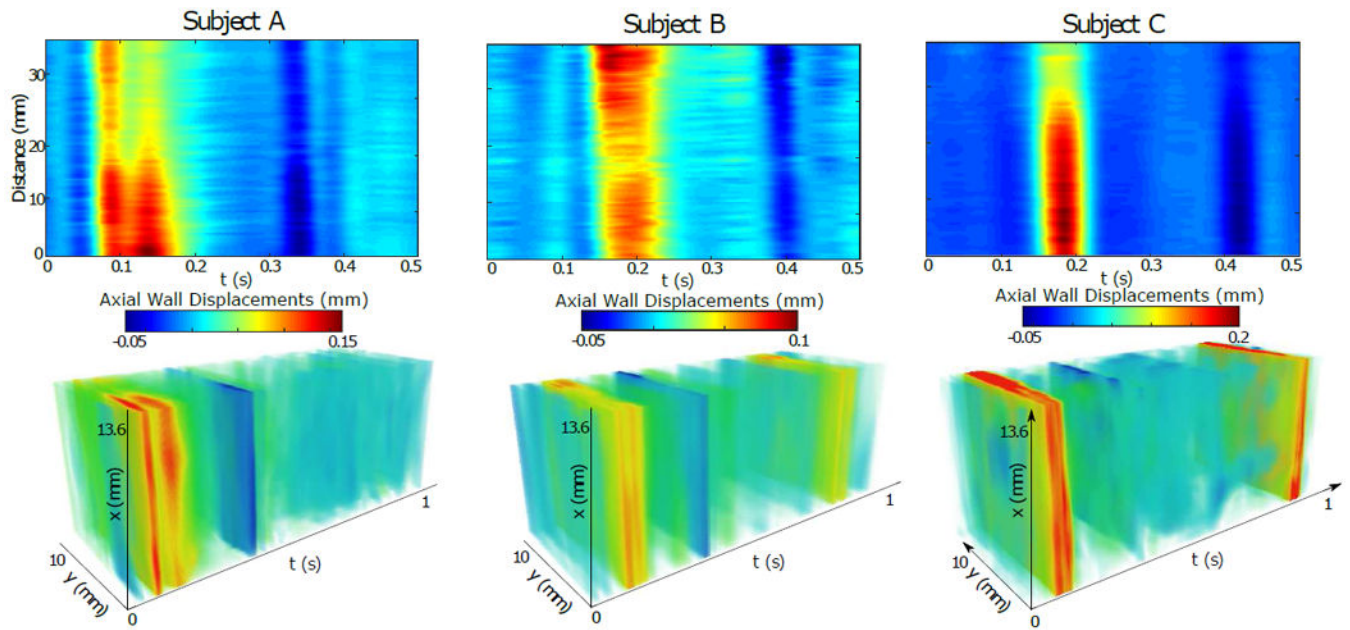 Subject A
Subject B
Subject C
Distance (mm)
30
20
10
0
0 0.1 0.2 0.3 0.4 0.5
t (s)
0 0.1 0.2 0.3 0.4 0.5
t (s)
0 0.1 0.2 0.3 0.4 0.5
t (s)
Axial Wall Displacements (mm)
-0.05 0.15
Axial Wall Displacements (mm)
-0.05 0.1
Axial Wall Displacements (mm)
-0.05 0.2
13.6
x (mm)
10
y (mm)
0
t (s)
1
13.6
x (mm)
10
y (mm)
0
t (s)
1
13.6
x (mm)
10
y (mm)
0
t (s)
1